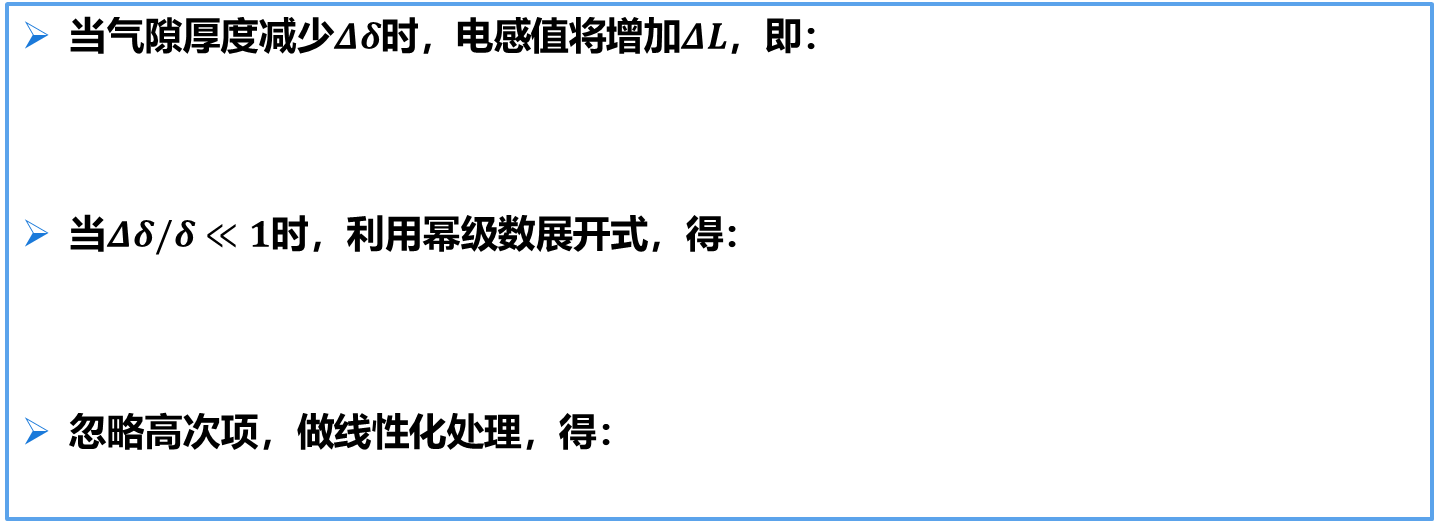 ➢ 当气隙厚度减少Δδ时，电感值将增加ΔL，即：
➢ 当Δδ/δ ≪ 1时，利用幂级数展开式，得：
➢ 忽略高次项，做线性化处理，得：